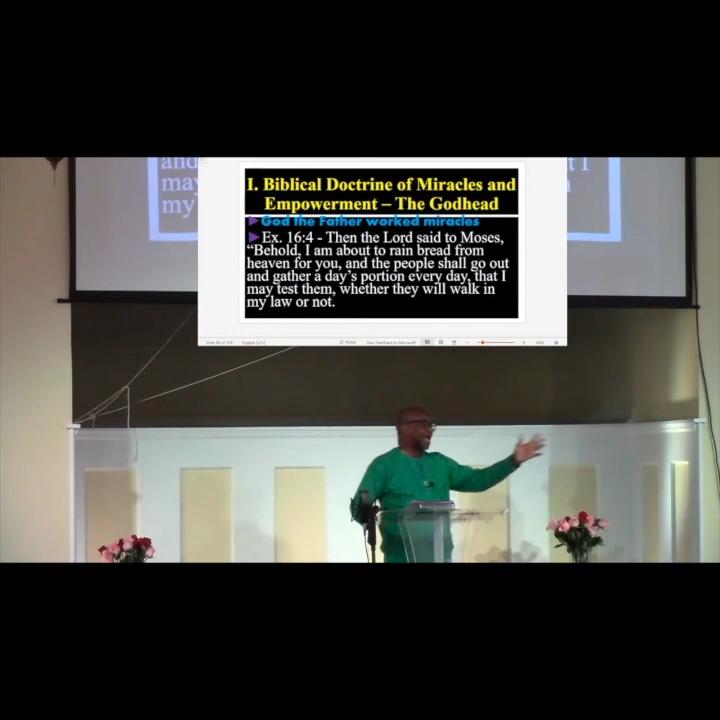 and
may
my
t I
I. Biblical Doctrine of Miracles and
Empowerment – The Godhead
God the Father worked miracles
Ex. 16:4 - Then the Lord said to Moses,
“Behold, I am about to rain bread from
heaven for you, and the people shall go out
and gather a day’s portion every day, that I
may test them, whether they will walk in
my law or not.